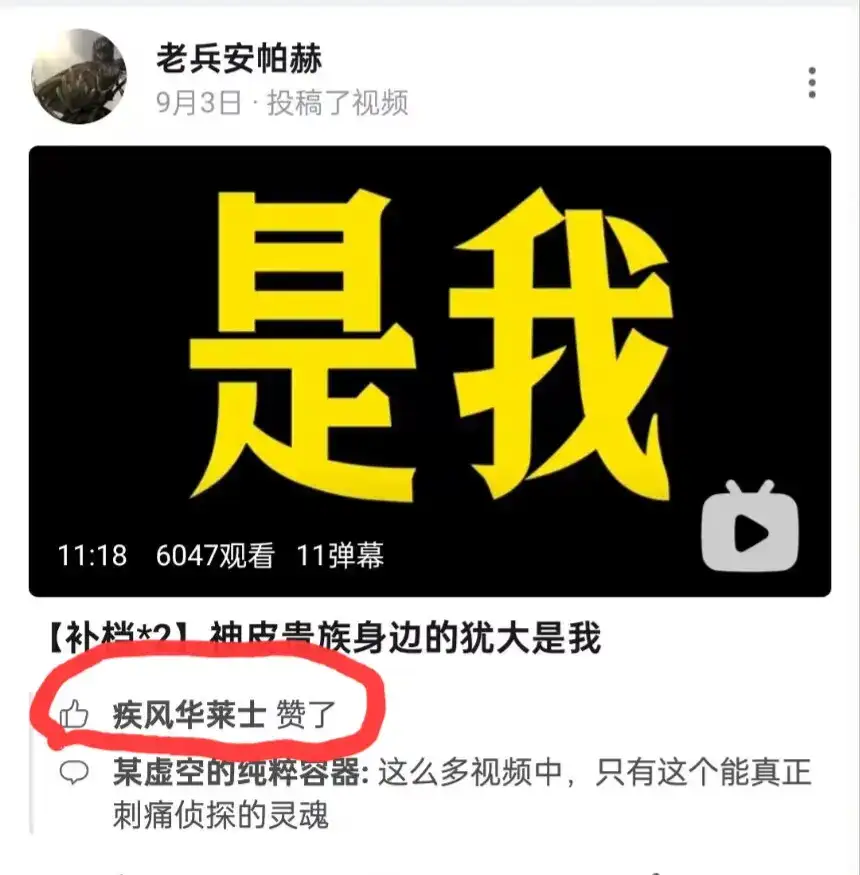 老兵安帕赫
9月3日 · 投稿了视频
是我
11:18 6047观看 11弹幕
【补档*2】神皮贵族身边的犹大是我
疾风华莱士 赞了
某虚空的纯粹容器: 这么多视频中，只有这个能真正
刺痛侦探的灵魂